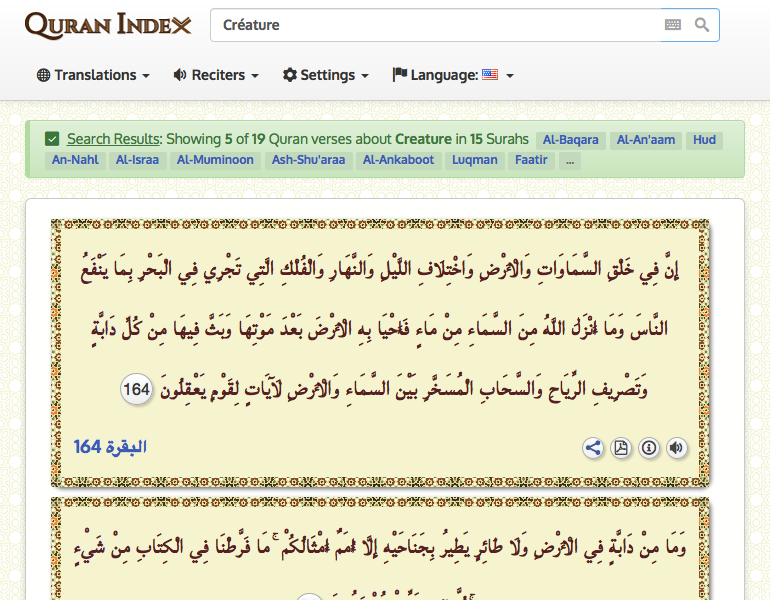 QURAN INDEX
Créature
Translations Reciters Settings Language:
Search Results: Showing 5 of 19 Quran verses about Creature in 15 Surahs Al-Baqara Al-An'aam Hud
An-Nahl Al-Israa Al-Muminoon Ash-Shu'araa Al-Ankaboot Luqman Faatir ...
إِنَّ فِي خَلْقِ السَّمَاوَاتِ وَالْأَرْضِ وَاخْتِلَافِ اللَّيْلِ وَالنَّهَارِ وَالْفُلْكِ الَّتِي تَجْرِي فِي الْبَحْرِ بِمَا يَنْفَعُ
النَّاسَ وَمَا أَنْزَلَ اللَّهُ مِنَ السَّمَاءِ مِنْ مَاءٍ فَأَحْيَا بِهِ الْأَرْضَ بَعْدَ مَوْتِهَا وَبَثَّ فِيهَا مِنْ كُلِّ دَابَّةٍ
وَتَصْرِيفِ الرِّيَاحِ وَالسَّحَابِ الْمُسَخَّرِ بَيْنَ السَّمَاءِ وَالْأَرْضِ لَآيَاتٍ لِقَوْمٍ يَعْقِلُونَ 164
البقرة 164
وَمَا مِنْ دَابَّةٍ فِي الْأَرْضِ وَلَا طَائِرٍ يَطِيرُ بِجَنَاحَيْهِ إِلَّا أُمَمٌ أَمْثَالُكُمْ ۚ مَا فَرَّطْنَا فِي الْكِتَابِ مِنْ شَيْءٍ